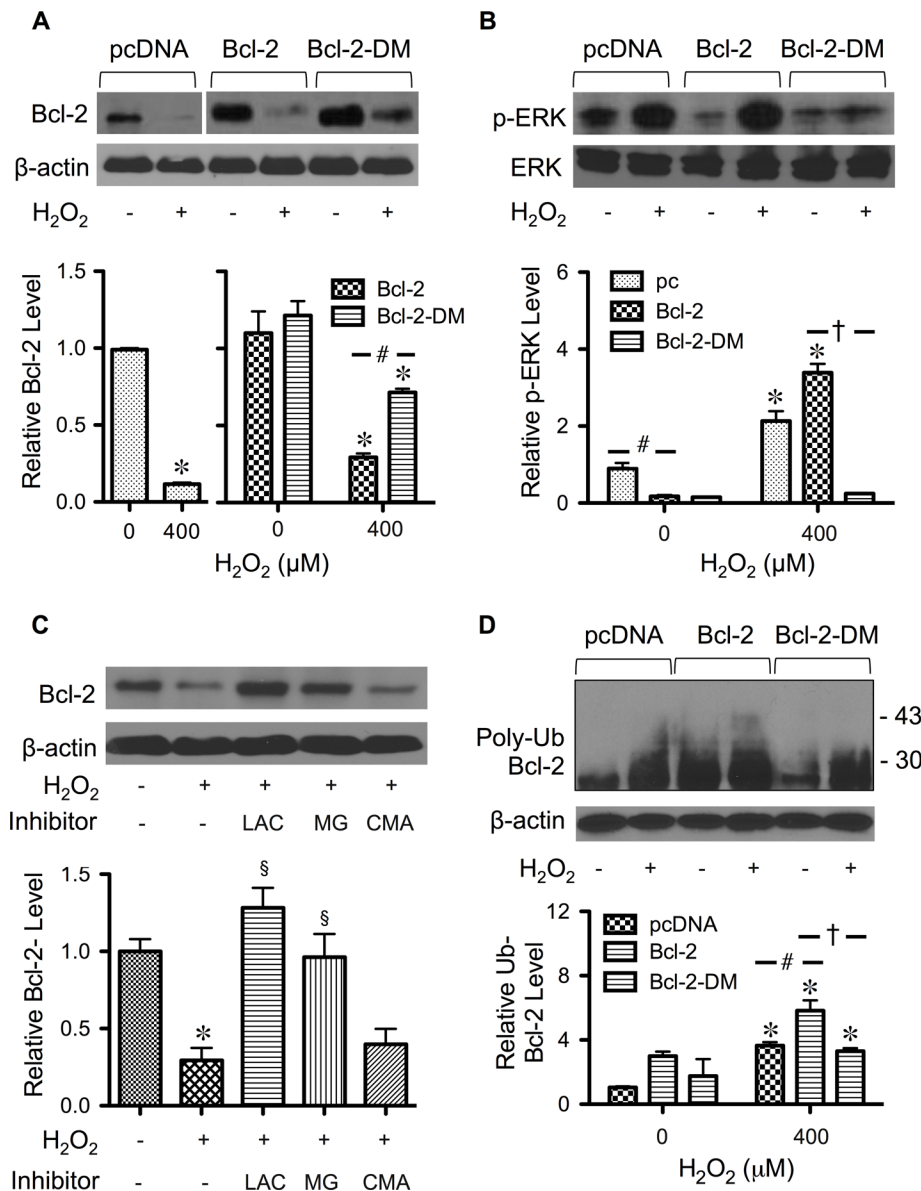 A
pcDNA Bcl-2 Bcl-2-DM
Bcl-2
β-actin
H₂O₂ - + - + - +
1.5
1.0
0.5
0.0
Relative Bcl-2 Level
Bcl-2
Bcl-2-DM
#
*
*
*
0 400 0 400
H₂O₂ (µM)
B
pcDNA Bcl-2 Bcl-2-DM
p-ERK
ERK
H₂O₂ - + - + - +
6
4
2
0
Relative p-ERK Level
pc
Bcl-2
Bcl-2-DM
†
*
*
#
0 400
H₂O₂ (µM)
C
Bcl-2
β-actin
H₂O₂ - + + + +
Inhibitor - - LAC MG CMA
1.5
1.0
0.5
0.0
Relative Bcl-2- Level
§
§
*
H₂O₂ - + + + +
Inhibitor - - LAC MG CMA
D
pcDNA Bcl-2 Bcl-2-DM
- 43
Poly-Ub
Bcl-2
- 30
β-actin
H₂O₂ - + - + - +
12
8
4
0
Relative Ub-
Bcl-2 Level
pcDNA
Bcl-2
Bcl-2-DM
†
#
*
*
*
0 400
H₂O₂ (µM)